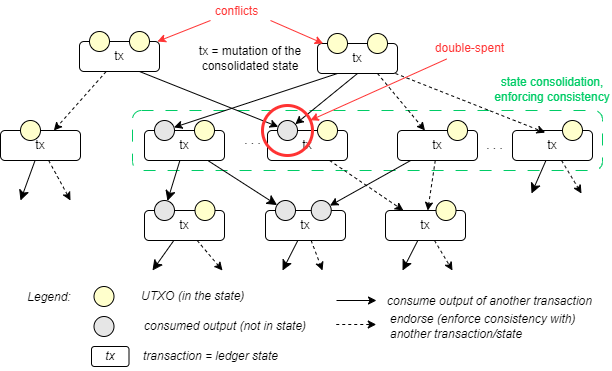 conflicts
tx = mutation of the
consolidated state
double-spent
tx
tx
state consolidation,
enforcing consistency
tx
tx
. . .
tx
tx
. . .
tx
tx
tx
tx
Legend:
UTXO (in the state)
consume output of another transaction
consumed output (not in state)
endorse (enforce consistency with)
another transaction/state
tx
transaction = ledger state